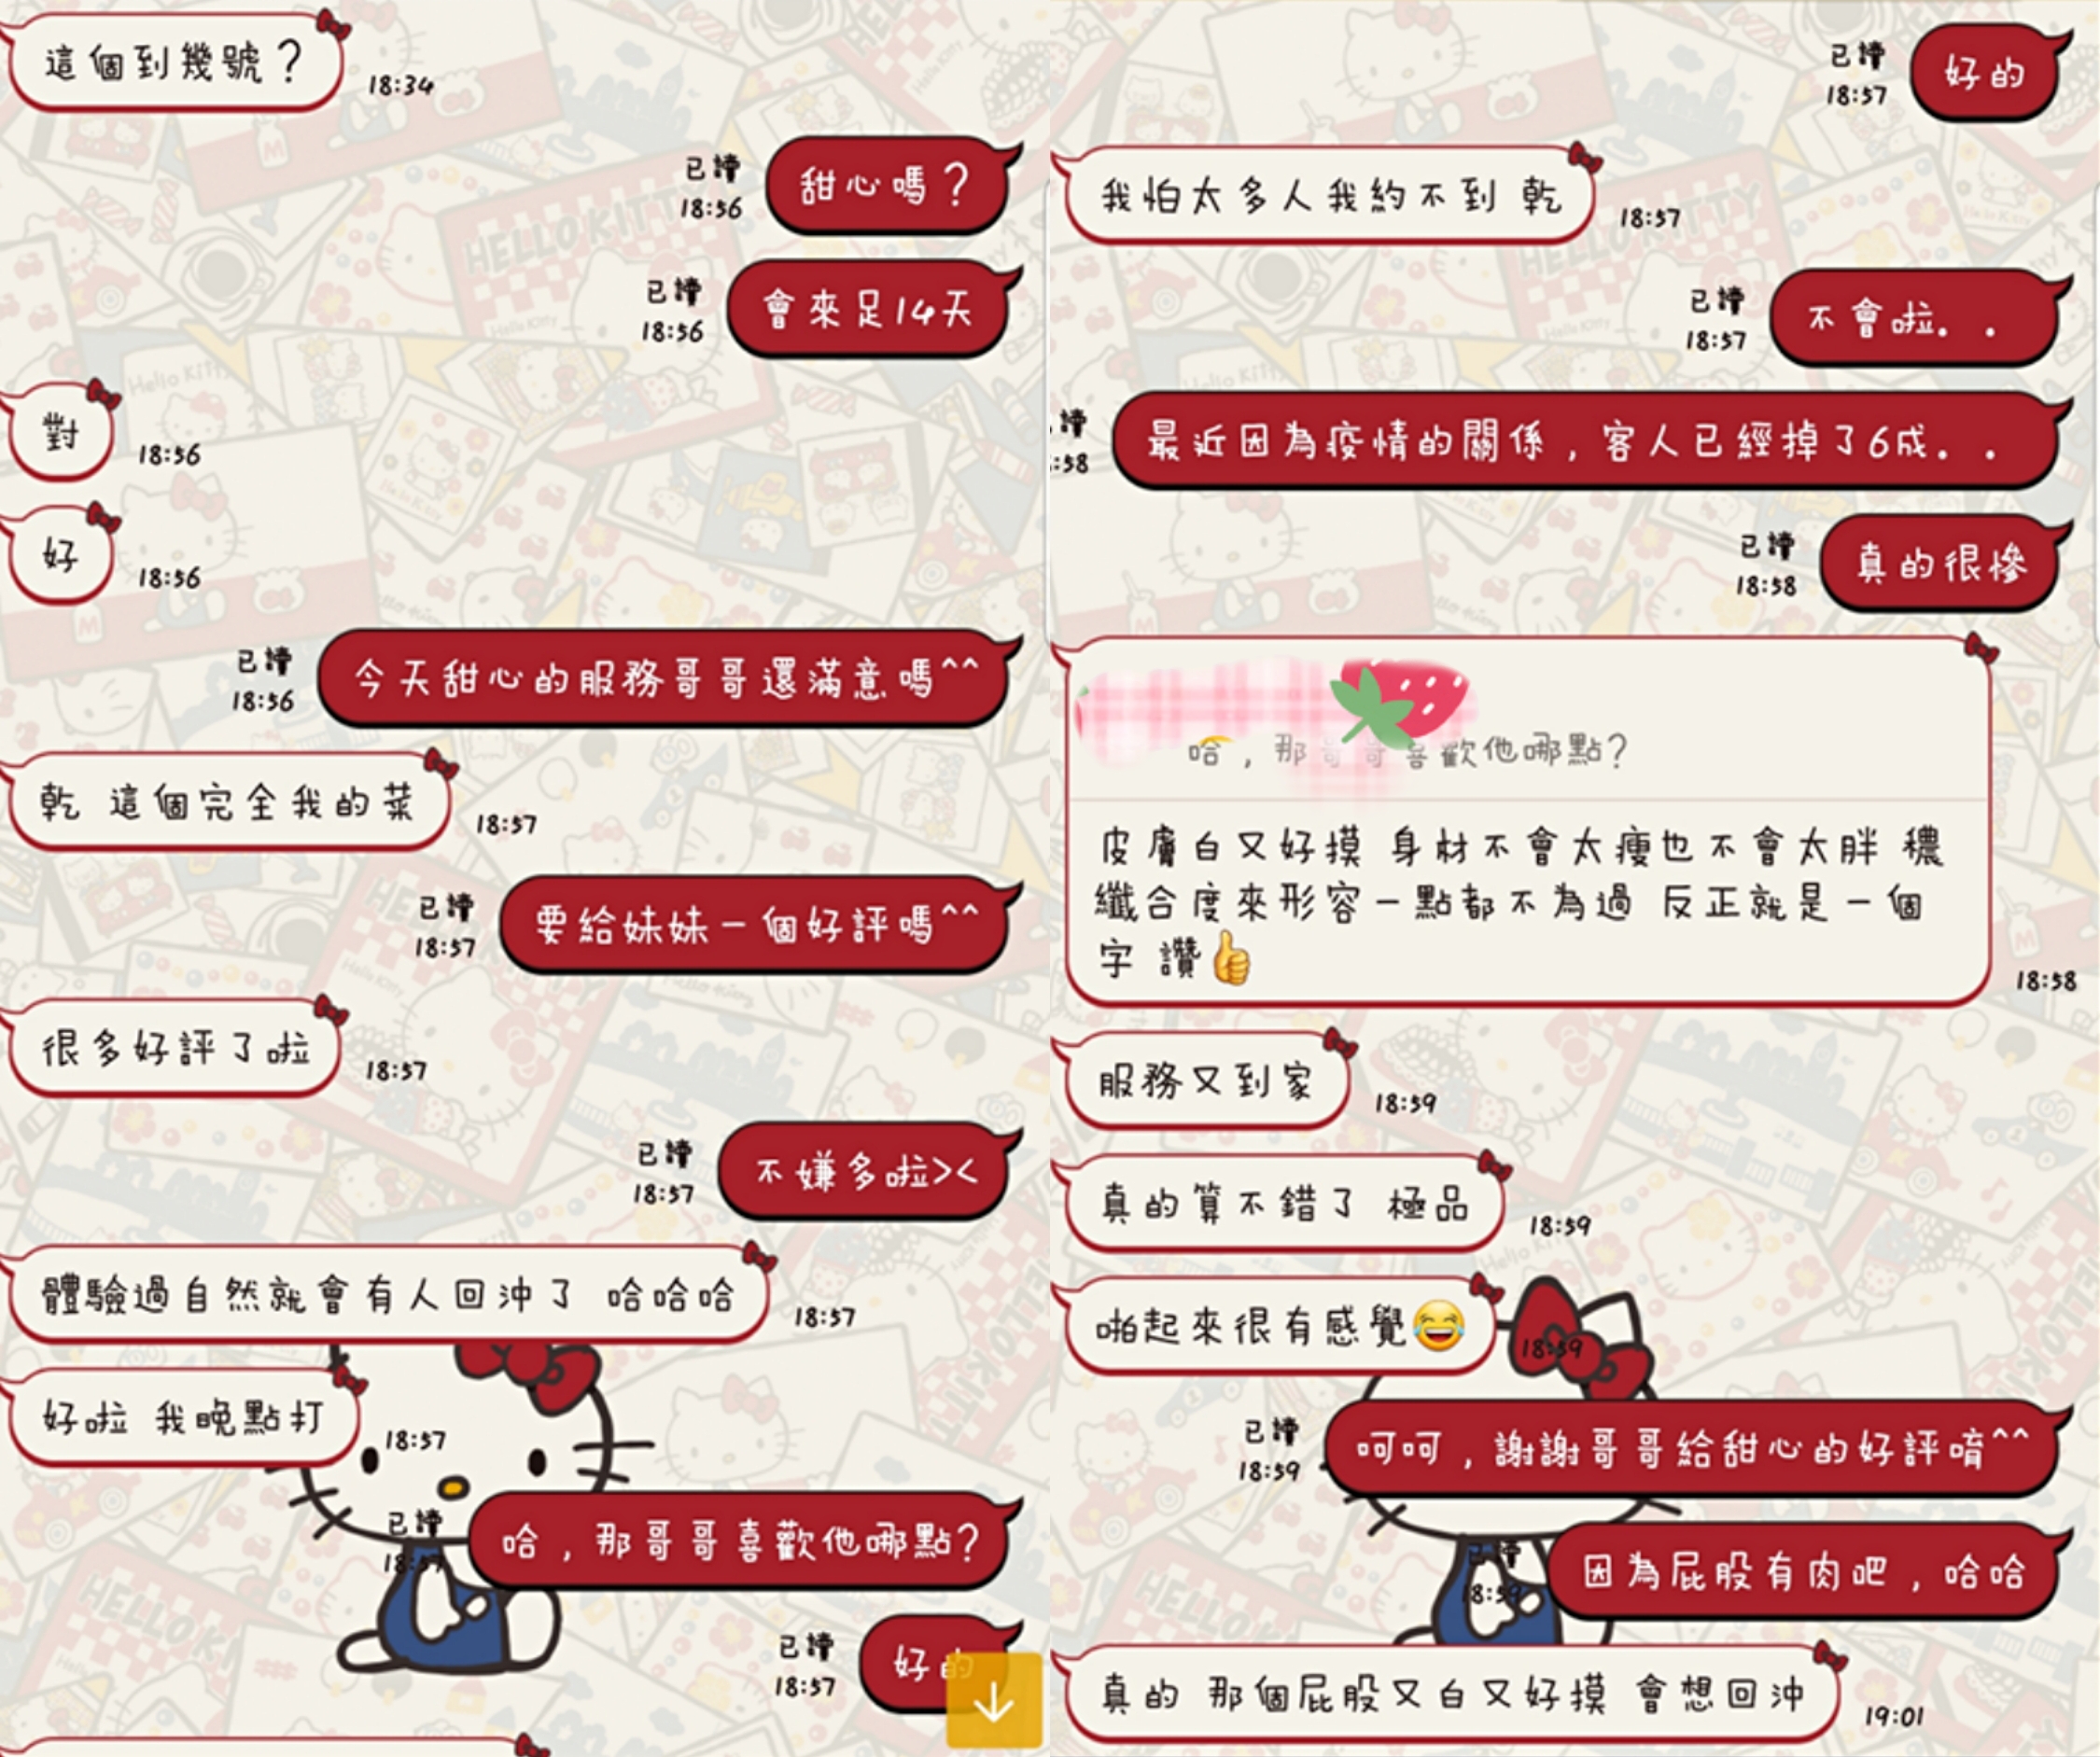 這個到幾號？
18:34
甜心嗎？
已讀
18:56
會來足14天
已讀
18:56
對
18:56
好
18:56
今天甜心的服務哥哥還滿意嗎^^
已讀
18:56
乾 這個完全我的菜
18:57
要給妹妹一個好評嗎^^
已讀
18:57
很多好評了啦
18:57
不嫌多啦><
已讀
18:57
體驗過自然就會有人回沖了 哈哈哈
18:57
好啦 我晚點打
18:57
哈，那哥哥喜歡他哪點?
已讀
18:57
好的
已讀
18:57
好的
已讀
18:57
我怕太多人我約不到 乾
18:57
不會啦．．
已讀
18:57
最近因為疫情的關係，客人已經掉了6成．．
讀
:58
真的很慘
已讀
18:58
哈，那哥哥喜歡他哪點?
皮膚白又好摸 身材不會太瘦也不會太胖 穠
纖合度來形容一點都不為過 反正就是一個
字 讚👍
18:58
服務又到家
18:59
真的算不錯了 極品
18:59
啪起來很有感覺😂
18:59
呵呵，謝謝哥哥給甜心的好評唷^^
已讀
18:59
因為屁股有肉吧，哈哈
已讀
18:59
真的 那個屁股又白又好摸 會想回沖
19:01
HELLO KITTY
Hello Kitty